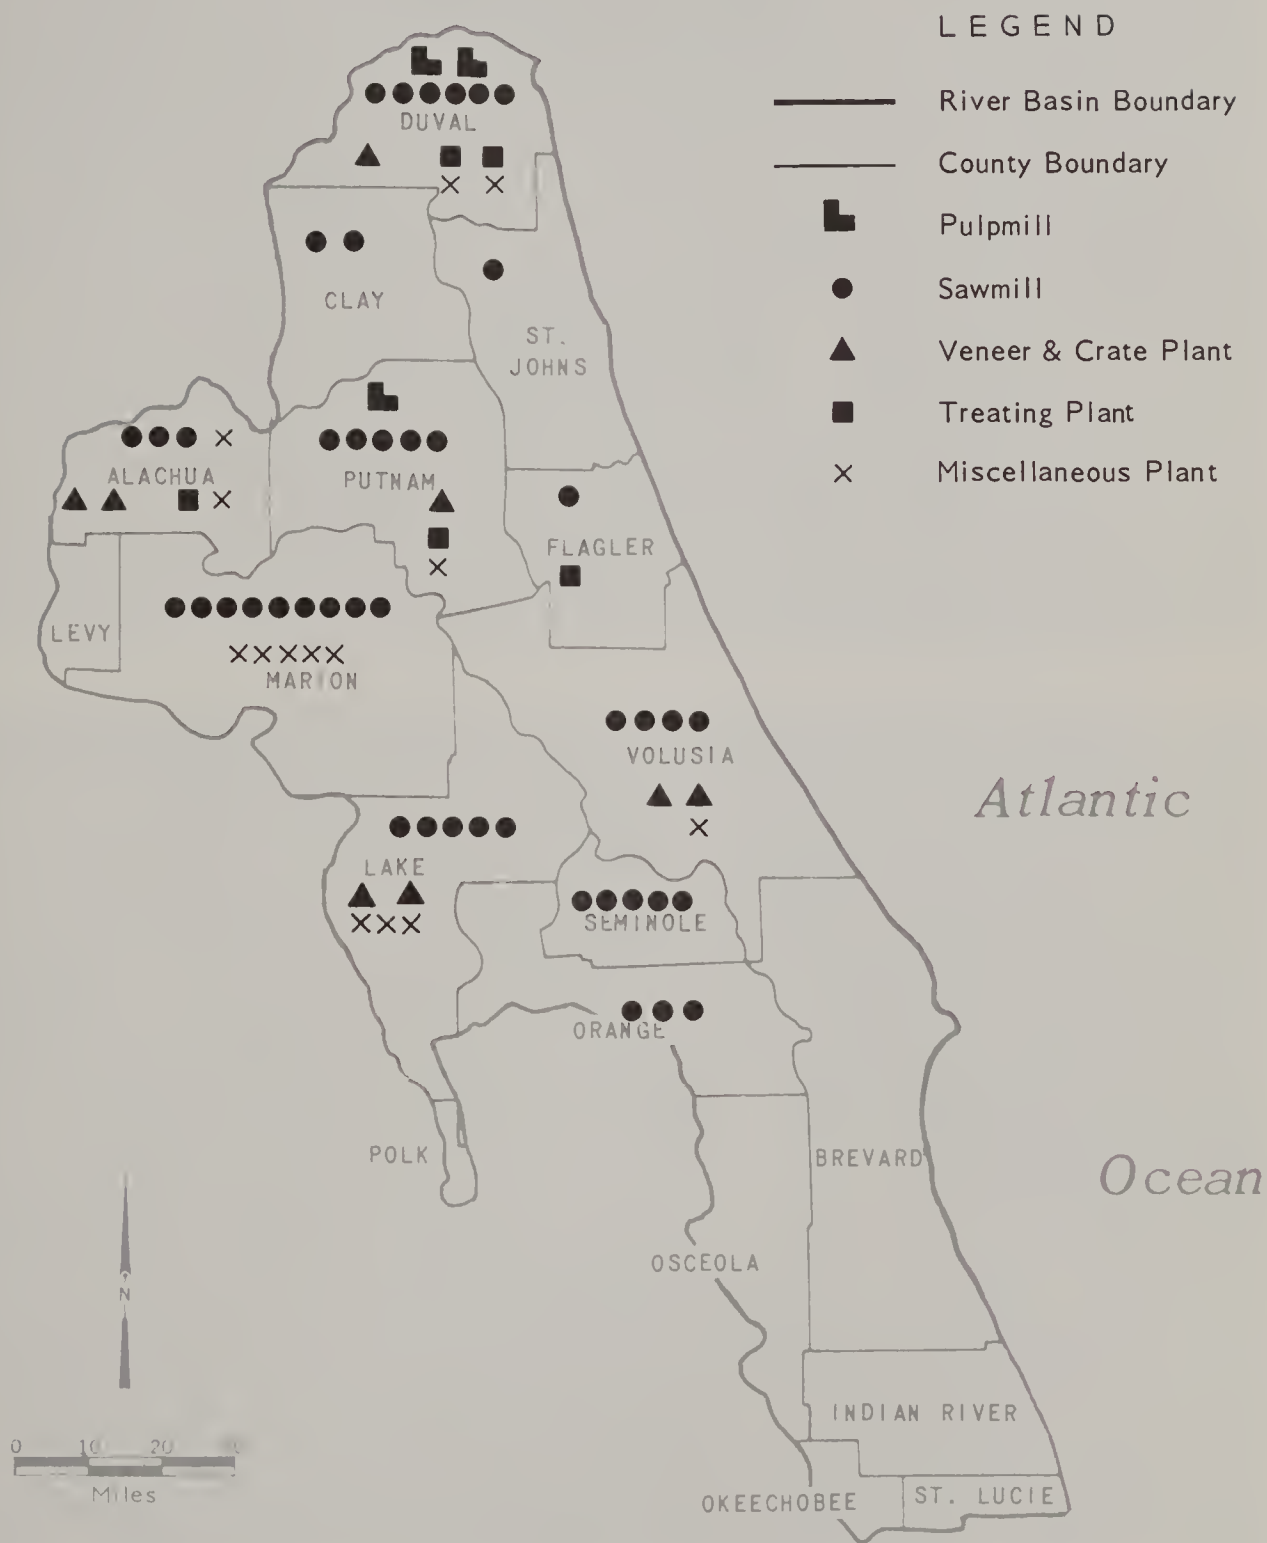 LEGEND
River Basin Boundary
County Boundary
Pulpmill
Sawmill
Veneer & Crate Plant
Treating Plant
Miscellaneous Plant
DUVAL
CLAY
ST.
JOHNS
ALACHUA
PUTNAM
FLAGLER
LEVY
MARION
VOLUSIA
Atlantic
LAKE
SEMINOLE
ORANGE
POLK
BREVARD
Ocean
OSCEOLA
N
INDIAN RIVER
0 10 20
Miles
OKEECHOBEE
ST. LUCIE